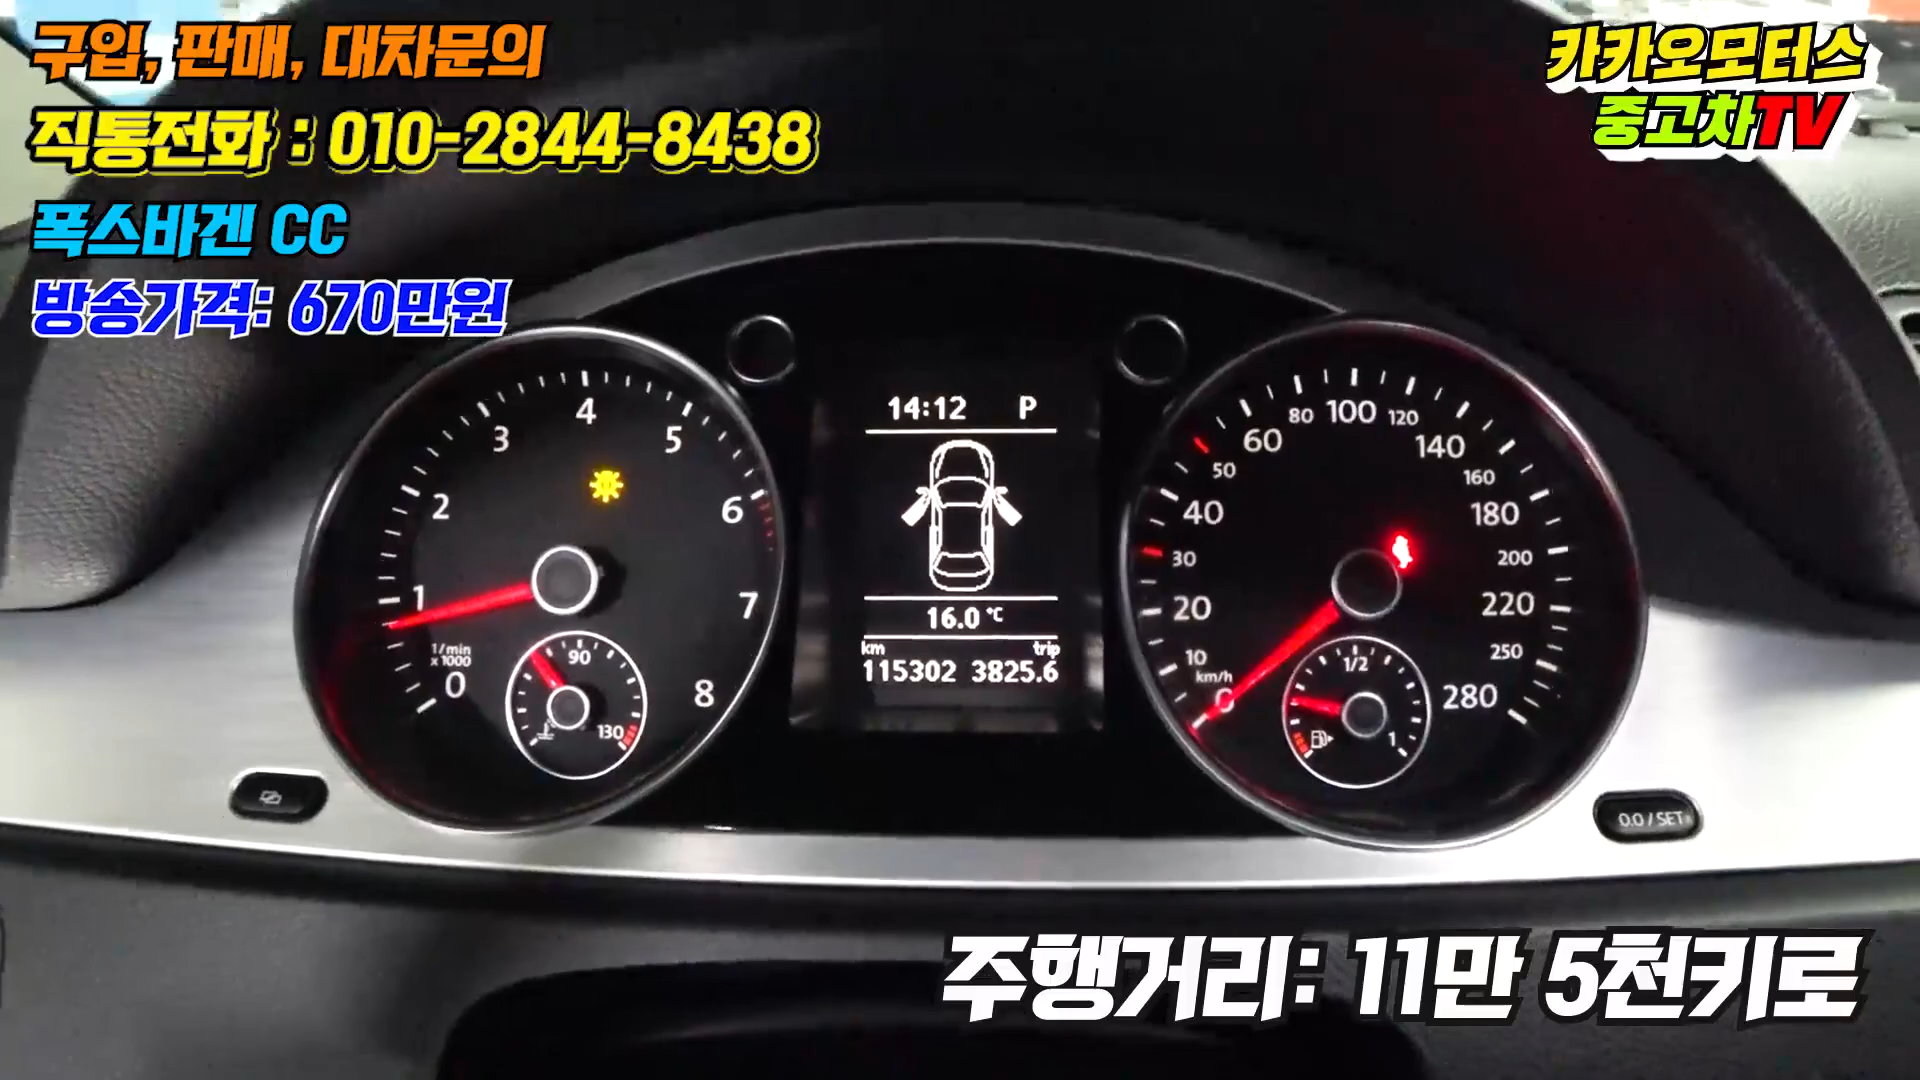 구입, 판매, 대차문의
직통전화 : 010-2844-8438
폭스바겐 CC
방송가격: 670만원
카카오모터스
중고차TV
0 1 2 3 4 5 6 7 8
1/min
x 1000
90
130
14:12 P
16.0 °C
km trip
115302 3825.6
0 10 20 30 40 50 60 80 100 120 140 160 180 200 220 250 280
km/h
1/2
1
0.0 / SET
주행거리: 11만 5천키로